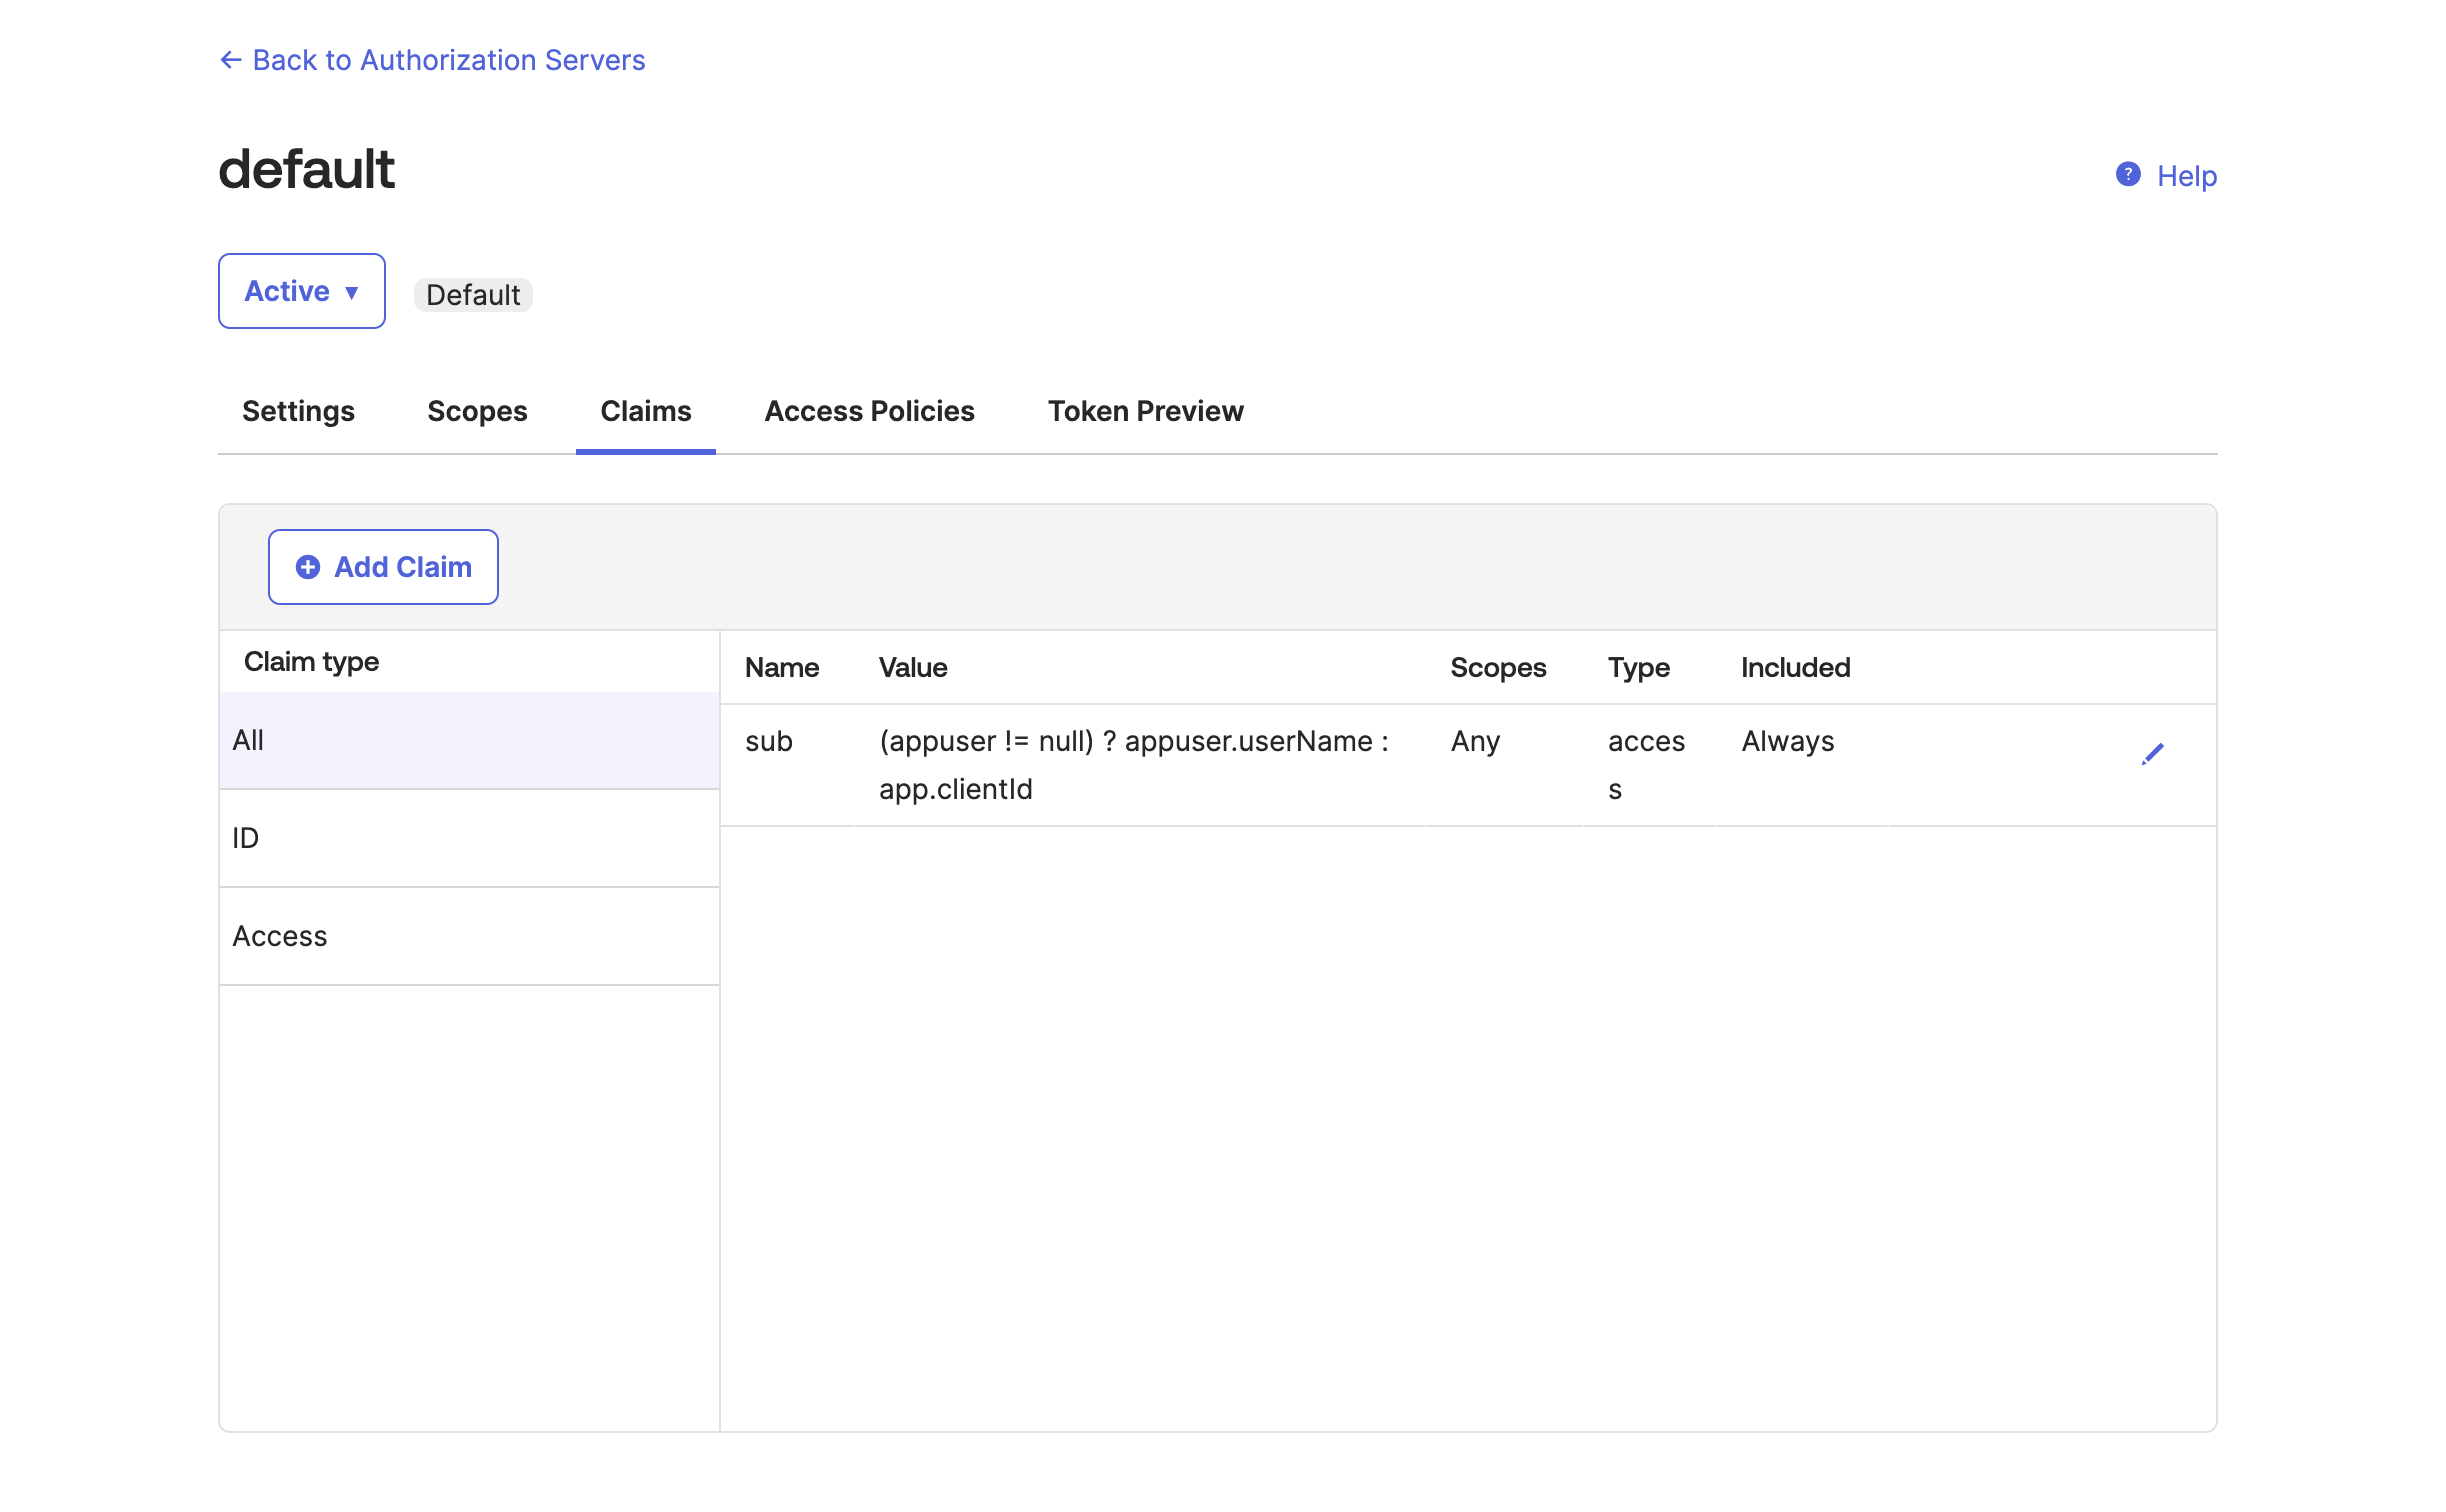 ← Back to Authorization Servers
default
? Help
Active ▼
Default
Settings
Scopes
Claims
Access Policies
Token Preview
Add Claim
Claim type
All
ID
Access
Name
Value
Scopes
Type
Included
sub
(appuser != null) ? appuser.userName :
app.clientId
Any
acces
s
Always